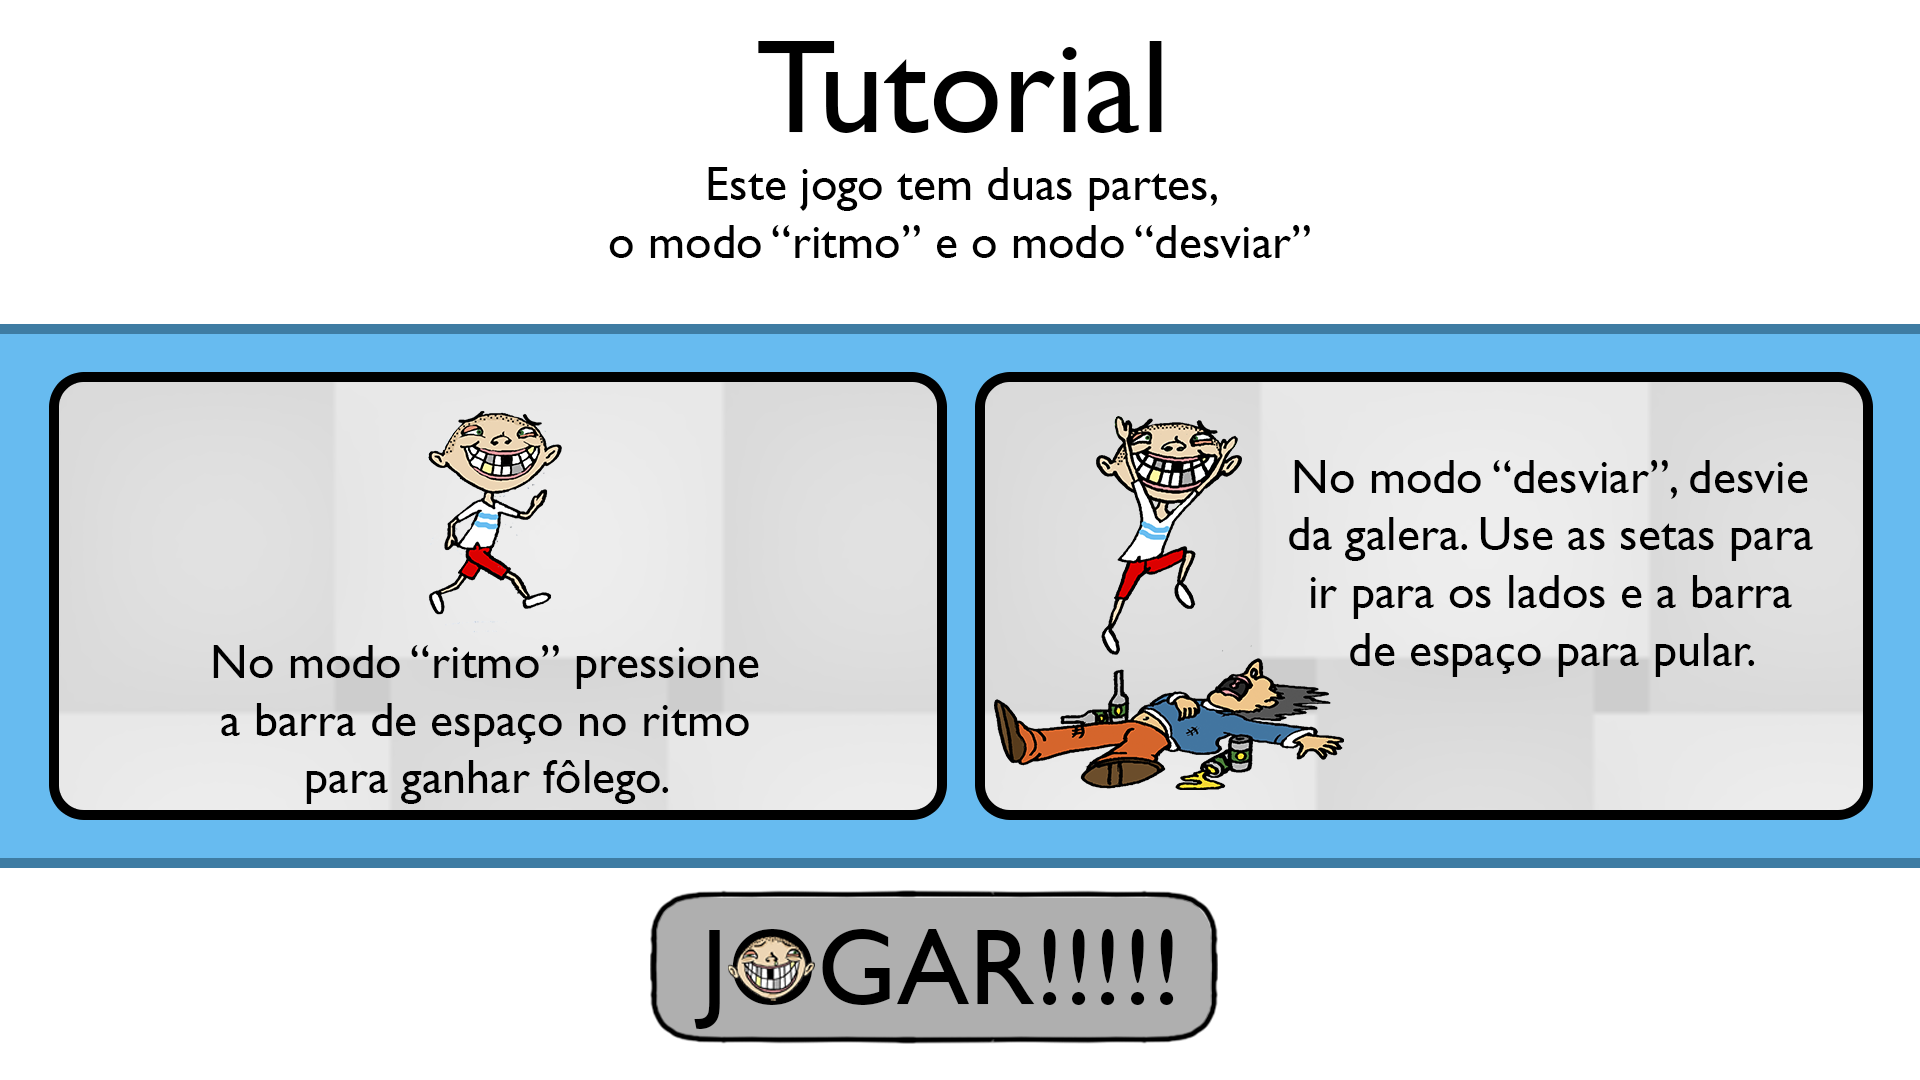 Tutorial
Este jogo tem duas partes,
o modo “ritmo” e o modo “desviar”
No modo “ritmo” pressione
a barra de espaço no ritmo
para ganhar fôlego.
No modo “desviar”, desvie
da galera. Use as setas para
ir para os lados e a barra
de espaço para pular.
JOGAR!!!!!